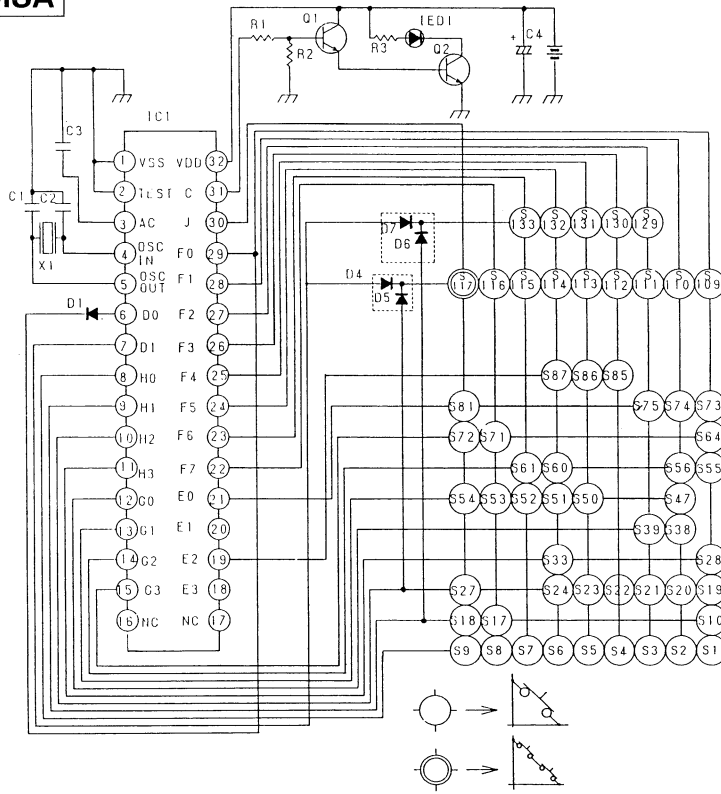 Q1
LED1
R1
R2
R3
Q2
+
C4
IC1
C3
C1
C2
X1
D1
1 VSS VDD 32
2 TEST C 31
3 AC J 30
4 OSC IN F0 29
5 OSC OUT F1 28
6 D0 F2 27
7 D1 F3 26
8 H0 F4 25
9 H1 F5 24
10 H2 F6 23
11 H3 F7 22
12 G0 E0 21
13 G1 E1 20
14 G2 E2 19
15 G3 E3 18
16 NC NC 17
D7
D6
D4
D5
S133 S132 S131 S130 S129
S117 S116 S115 S114 S113 S112 S111 S110 S109
S87 S86 S85
S81 S75 S74 S73
S72 S71 S64
S61 S60 S56 S55
S54 S53 S52 S51 S50 S47
S39 S38
S33 S28
S27 S24 S23 S22 S21 S20 S19
S18 S17 S10
S9 S8 S7 S6 S5 S4 S3 S2 S1